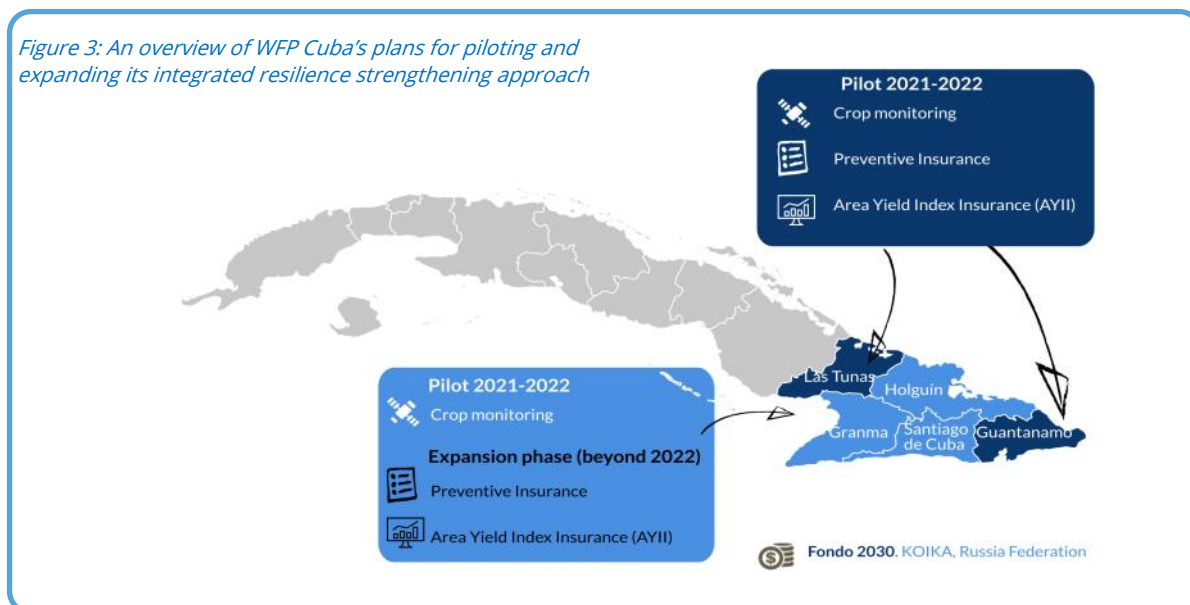 Figure 3: An overview of WFP Cuba’s plans for piloting and
expanding its integrated resilience strengthening approach
Pilot 2021-2022
Crop monitoring
Preventive Insurance
Area Yield Index Insurance (AYII)
Las Tunas
Holguín
Granma
Santiago
de Cuba
Guantanamo
Pilot 2021-2022
Crop monitoring
Expansion phase (beyond 2022)
Preventive Insurance
Area Yield Index Insurance (AYII)
Fondo 2030. KOIKA, Russia Federation